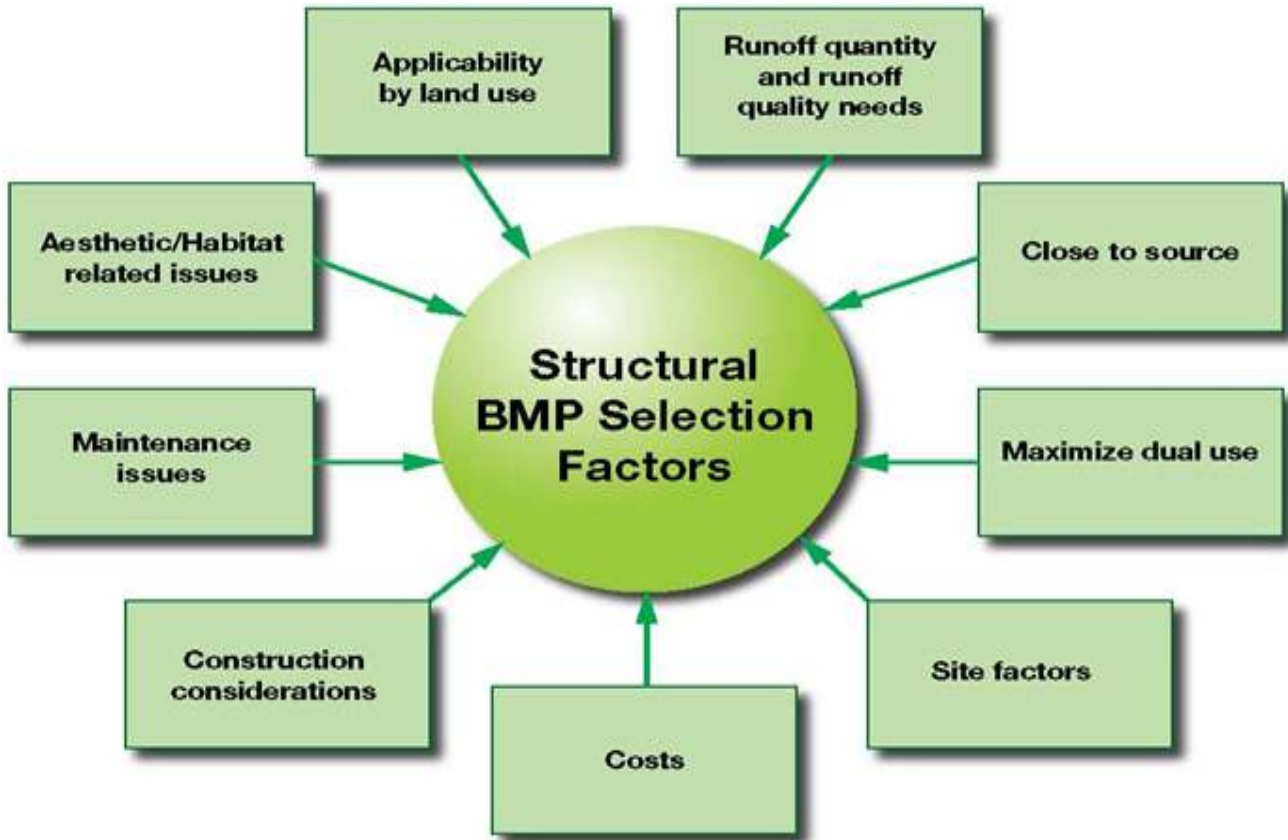 Applicability
by land use
Runoff quantity
and runoff
quality needs
Aesthetic/Habitat
related issues
Close to source
Structural
BMP Selection
Factors
Maintenance
issues
Maximize dual use
Construction
considerations
Site factors
Costs